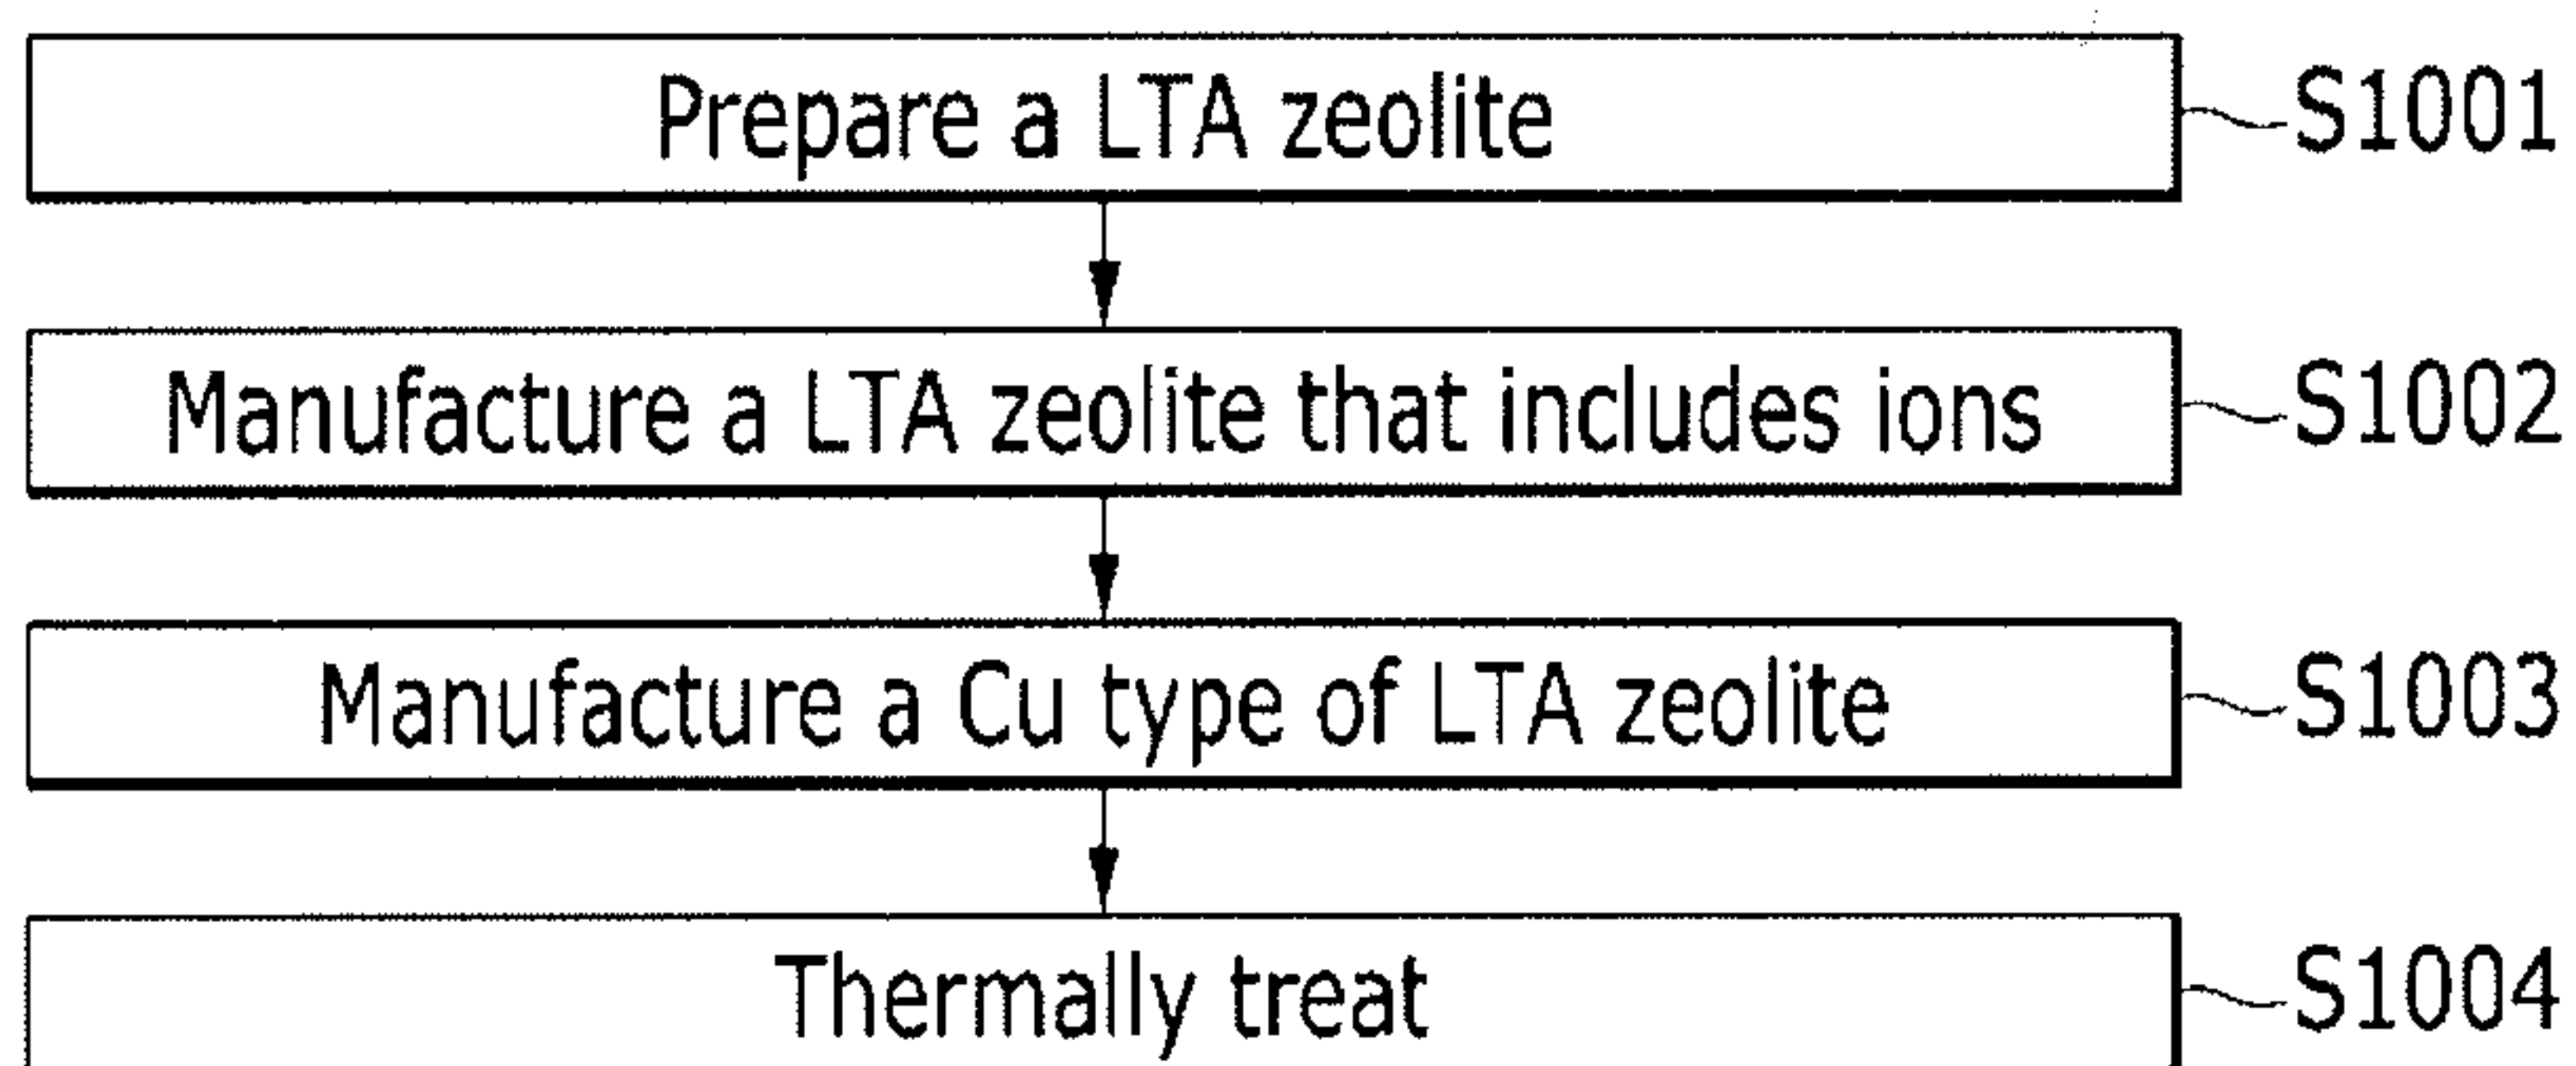 Prepare a LTA zeolite
S1001
Manufacture a LTA zeolite that includes ions
S1002
Manufacture a Cu type of LTA zeolite
S1003
Thermally treat
S1004